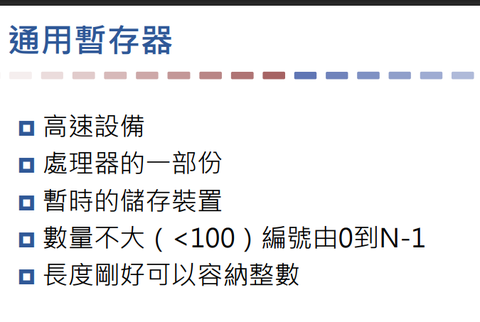 通用暫存器
高速設備
處理器的一部份
暫時的儲存裝置
數量不大（<100）編號由0到N-1
長度剛好可以容納整數